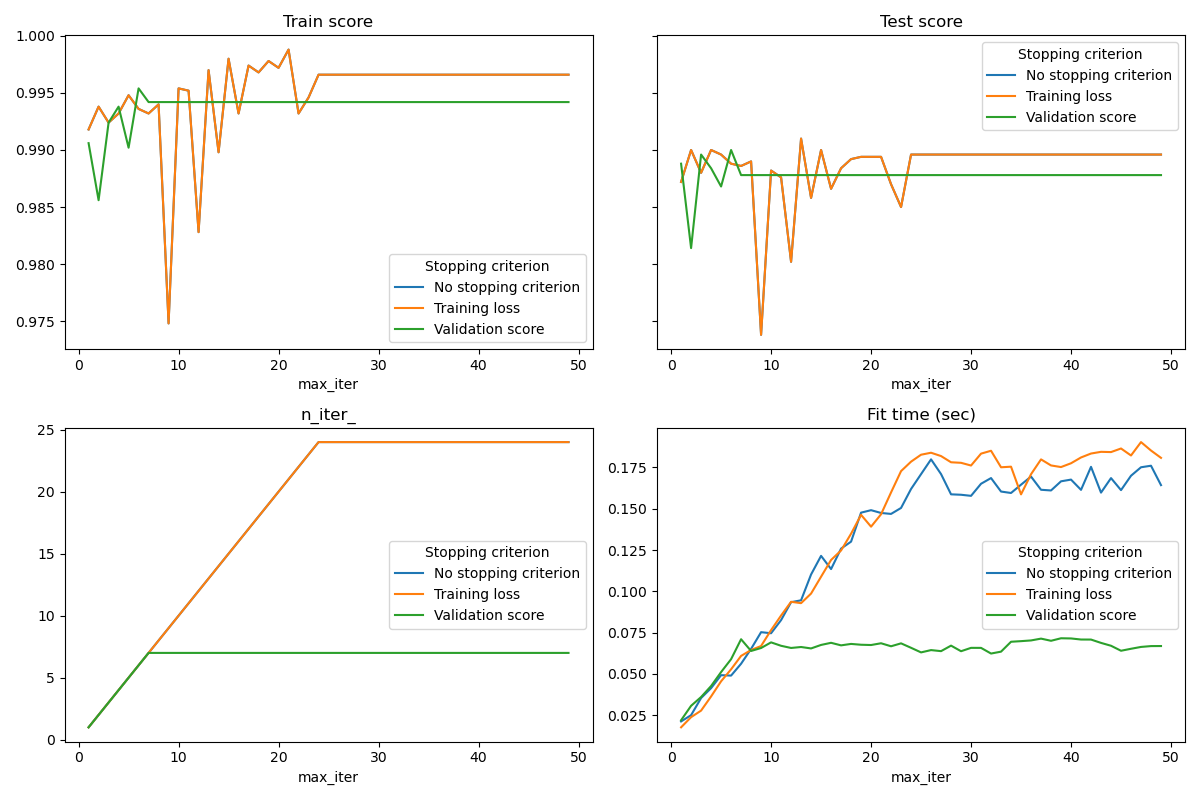 Train score
1.000
0.995
0.990
0.985
0.980
0.975
0 10 20 30 40 50
max_iter
Stopping criterion
No stopping criterion
Training loss
Validation score
Test score
0 10 20 30 40 50
max_iter
Stopping criterion
No stopping criterion
Training loss
Validation score
n_iter_
25
20
15
10
5
0
0 10 20 30 40 50
max_iter
Stopping criterion
No stopping criterion
Training loss
Validation score
Fit time (sec)
0.175
0.150
0.125
0.100
0.075
0.050
0.025
0 10 20 30 40 50
max_iter
Stopping criterion
No stopping criterion
Training loss
Validation score